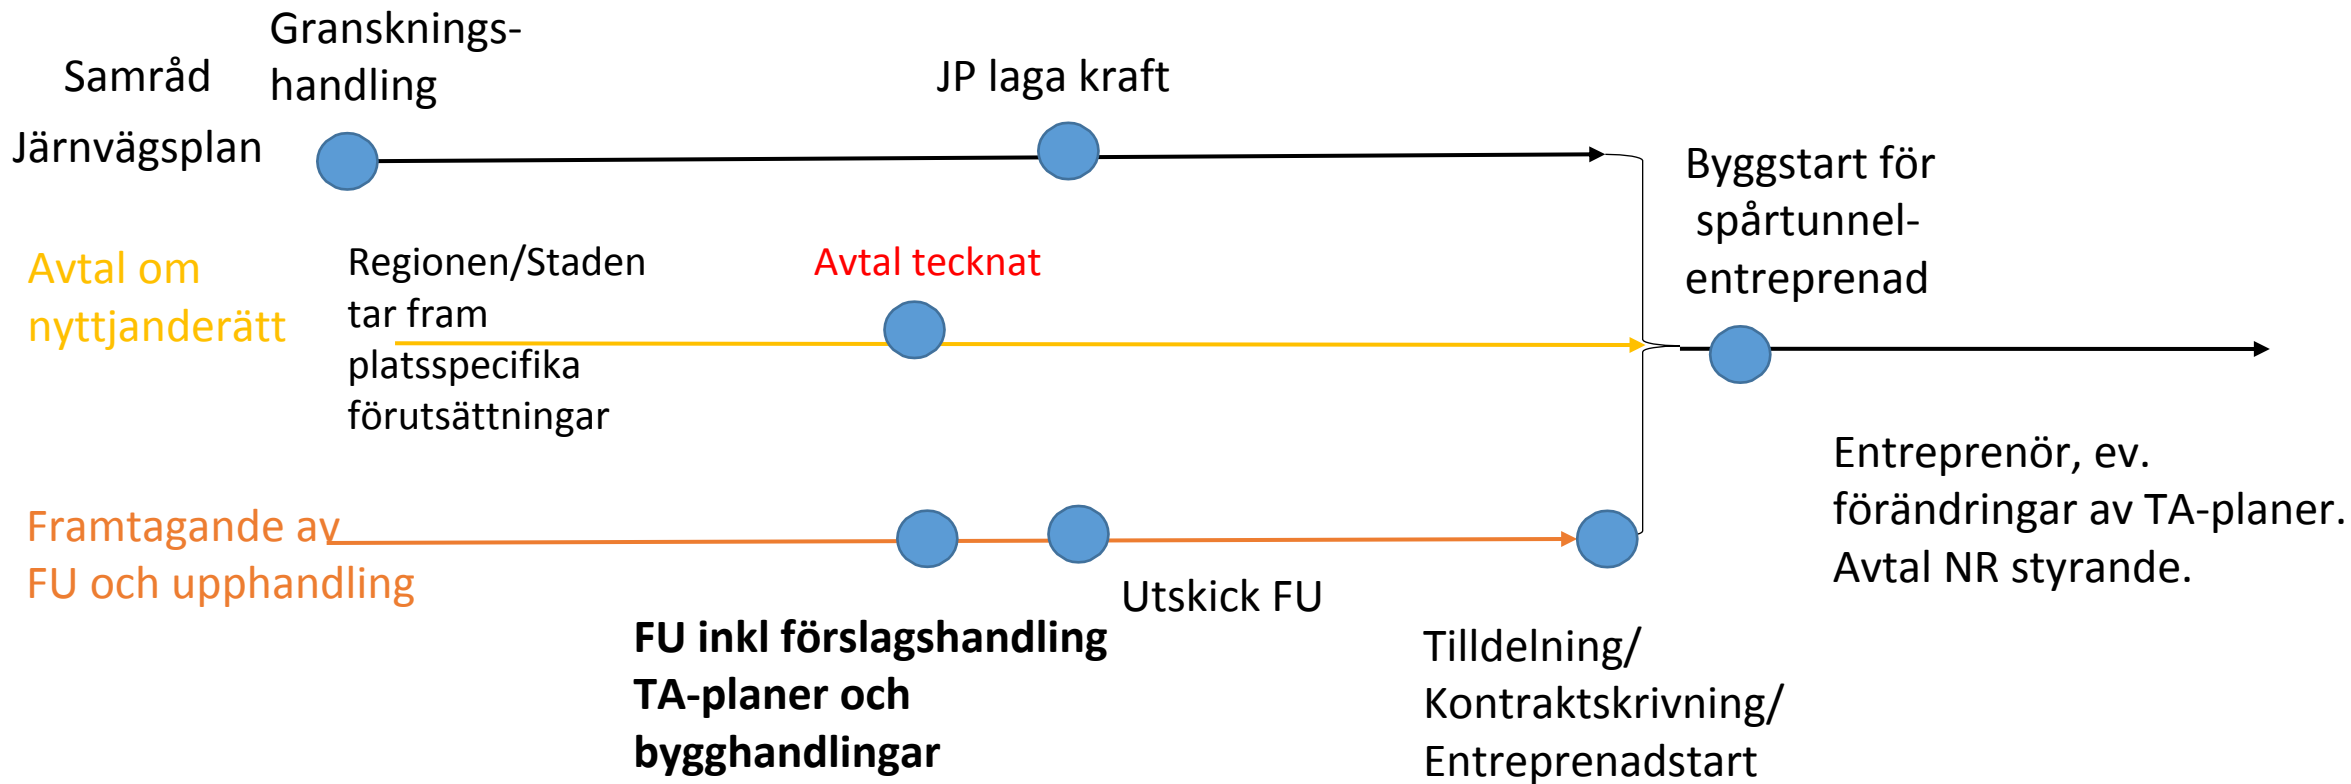 Gransknings-
handling
Samråd
Järnvägsplan
JP laga kraft
Byggstart för
spårtunnel-
entreprenad
Avtal om
nyttjanderätt
Regionen/Staden
tar fram
platsspecifika
förutsättningar
Avtal tecknat
Entreprenör, ev.
förändringar av TA-planer.
Avtal NR styrande.
Framtagande av
FU och upphandling
Utskick FU
FU inkl förslagshandling
TA-planer och
bygghandlingar
Tilldelning/
Kontraktskrivning/
Entreprenadstart